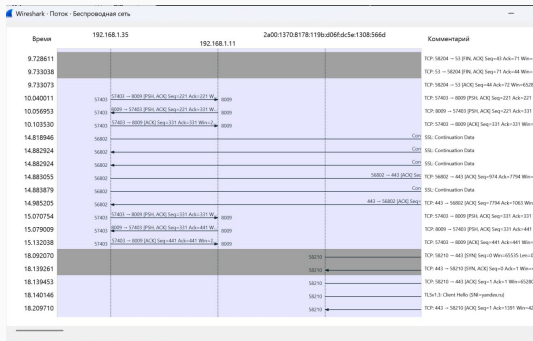 Wireshark · Поток · Беспроводная сеть
Время 192.168.1.35 192.168.1.11 2a00:1370:8178:119b:d06f:dc5e:1308:566d Комментарий
9.728611 TCP: 58204 → 53 [FIN, ACK] Seq=43 Ack=71 Win=
9.733038 TCP: 53 → 58204 [FIN, ACK] Seq=71 Ack=44 Win=
9.733073 TCP: 58204 → 53 [ACK] Seq=44 Ack=72 Win=6528
10.040011 57403 57403 → 8009 [PSH, ACK] Seq=221 Ack=221 W... 8009 TCP: 57403 → 8009 [PSH, ACK] Seq=221 Ack=221
10.056953 57403 8009 → 57403 [PSH, ACK] Seq=221 Ack=331 W... 8009 TCP: 8009 → 57403 [PSH, ACK] Seq=221 Ack=331
10.103530 57403 57403 → 8009 [ACK] Seq=331 Ack=331 Win=2... 8009 TCP: 57403 → 8009 [ACK] Seq=331 Ack=331 Win=
14.818946 56802 Con SSL: Continuation Data
14.882924 56802 Con SSL: Continuation Data
14.882924 56802 Con SSL: Continuation Data
14.883055 56802 56802 → 443 [ACK] Sec TCP: 56802 → 443 [ACK] Seq=974 Ack=7794 Win=
14.883879 56802 Con SSL: Continuation Data
14.985205 56802 443 → 56802 [ACK] Seq= TCP: 443 → 56802 [ACK] Seq=7794 Ack=1063 Win
15.070754 57403 57403 → 8009 [PSH, ACK] Seq=331 Ack=331 W... 8009 TCP: 57403 → 8009 [PSH, ACK] Seq=331 Ack=331
15.079009 57403 8009 → 57403 [PSH, ACK] Seq=331 Ack=441 W... 8009 TCP: 8009 → 57403 [PSH, ACK] Seq=331 Ack=441
15.132038 57403 57403 → 8009 [ACK] Seq=441 Ack=441 Win=2... 8009 TCP: 57403 → 8009 [ACK] Seq=441 Ack=441 Win=
18.092070 58210 TCP: 58210 → 443 [SYN] Seq=0 Win=65535 Len=0
18.139261 58210 TCP: 443 → 58210 [SYN, ACK] Seq=0 Ack=1 Win=4
18.139453 58210 TCP: 58210 → 443 [ACK] Seq=1 Ack=1 Win=65280
18.140146 58210 TLSv1.3: Client Hello (SNI=yandex.ru)
18.209710 58210 TCP: 443 → 58210 [ACK] Seq=1 Ack=1391 Win=42